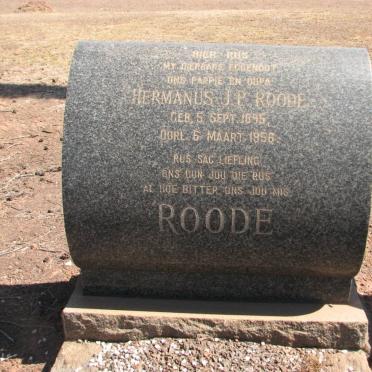 HIER RUS
MY DIERBARE EGGENOOT
ONS PAPPIE EN OUPA
HERMANUS J.P. ROODE
GEB. 5 SEPT. 1895
OORL. 6 MAART 1956
RUS SAG LIEFLING
ONS GUN JOU DIE RUS
AL HOE BITTER ONS JOU MIS
ROODE